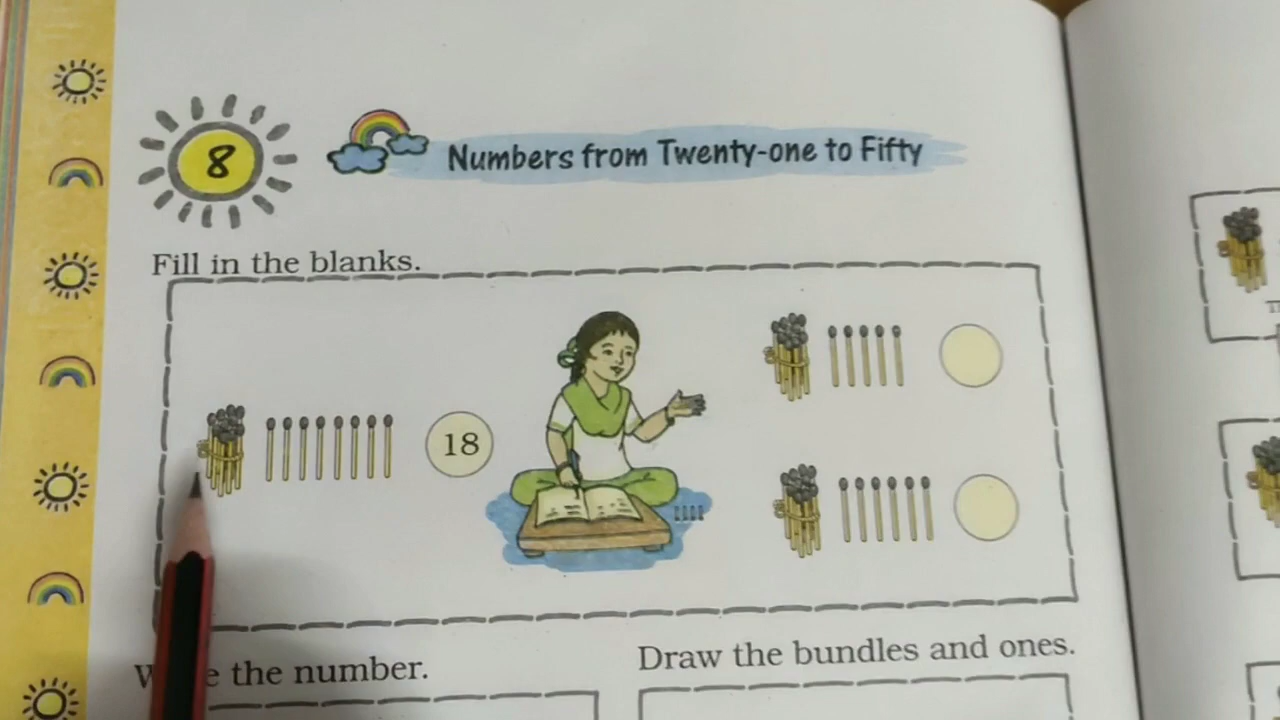 8
Numbers from Twenty-one to Fifty
Fill in the blanks.
18
the number.
Draw the bundles and ones.